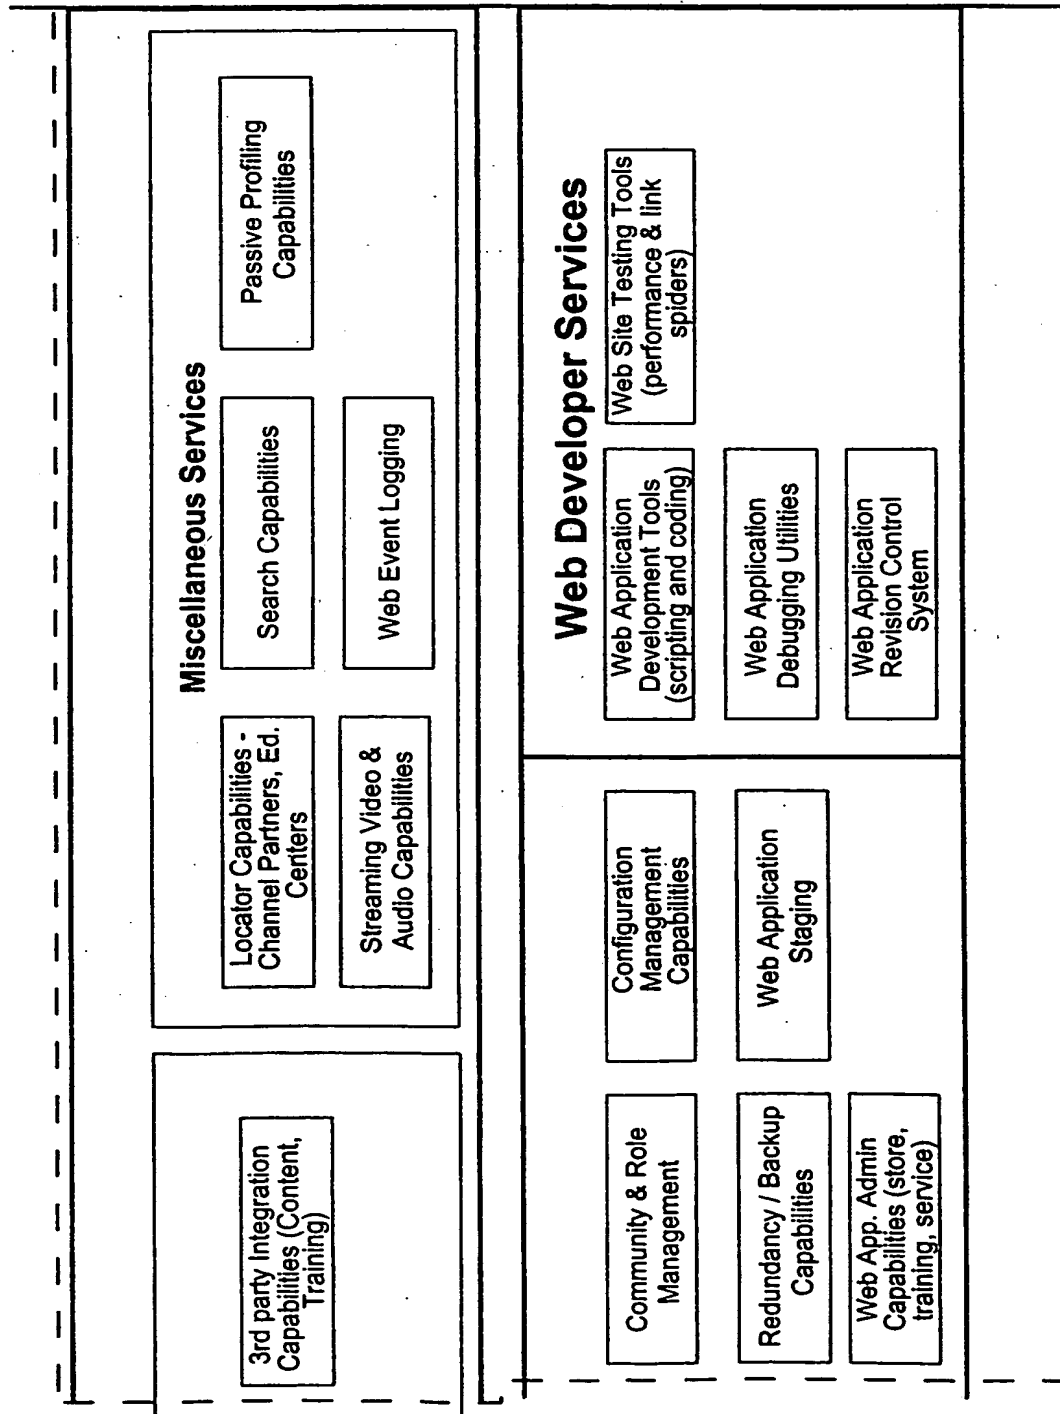 Miscellaneous Services
3rd party Integration
Capabilities (Content,
Training)
Locator Capabilities -
Channel Partners, Ed.
Centers
Search Capabilities
Passive Profiling
Capabilities
Streaming Video &
Audio Capabilities
Web Event Logging
Web Developer Services
Community & Role
Management
Configuration
Management
Capabilities
Web Application
Development Tools
(scripting and coding)
Web Site Testing Tools
(performance & link
spiders)
Redundancy / Backup
Capabilities
Web Application
Staging
Web Application
Debugging Utilities
Web App. Admin
Capabilities (store,
training, service)
Web Application
Revision Control
System